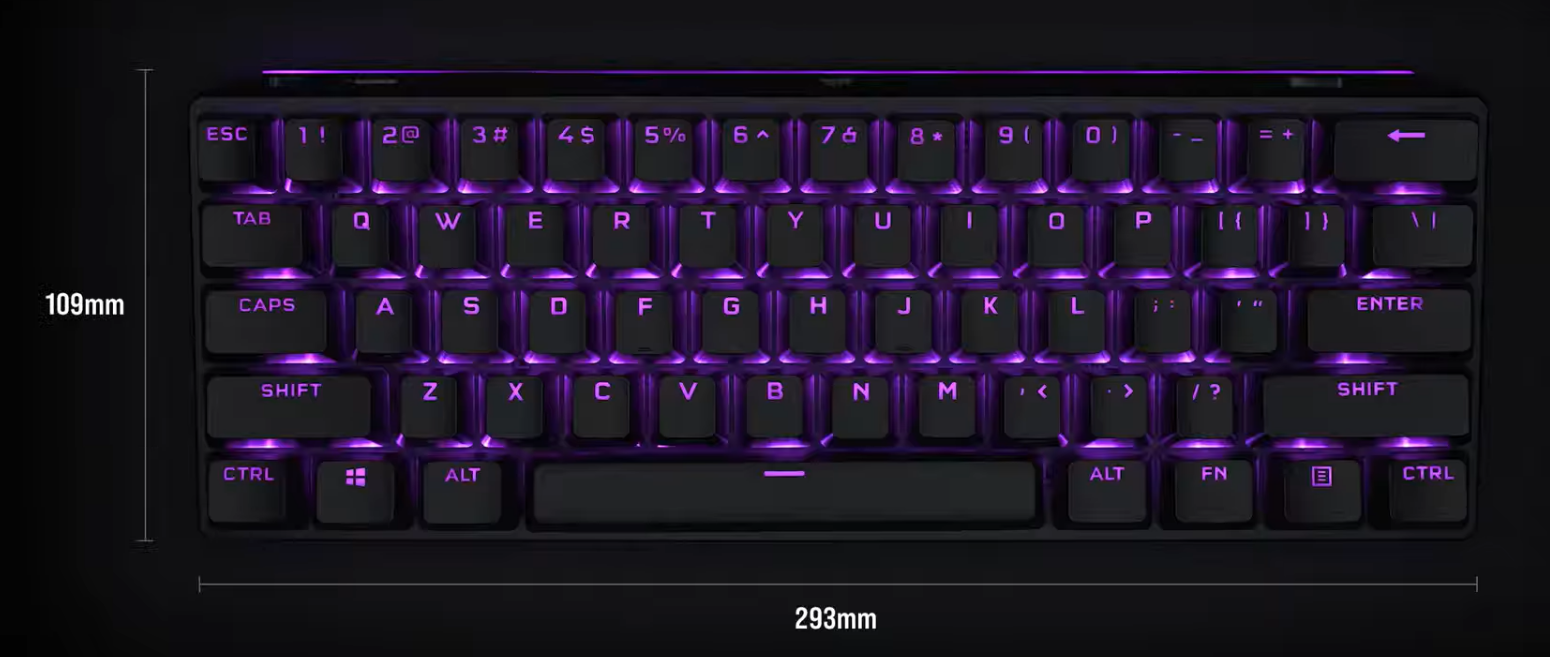 ESC 1 ! 2 @ 3 # 4 $ 5 % 6 ^ 7 & 8 * 9 ( 0 ) - _ = + ←
TAB Q W E R T Y U I O P [ { ] } \ |
109mm
CAPS A S D F G H J K L ; : ' " ENTER
SHIFT Z X C V B N M , < . > / ? SHIFT
CTRL ALT ALT FN CTRL
293mm